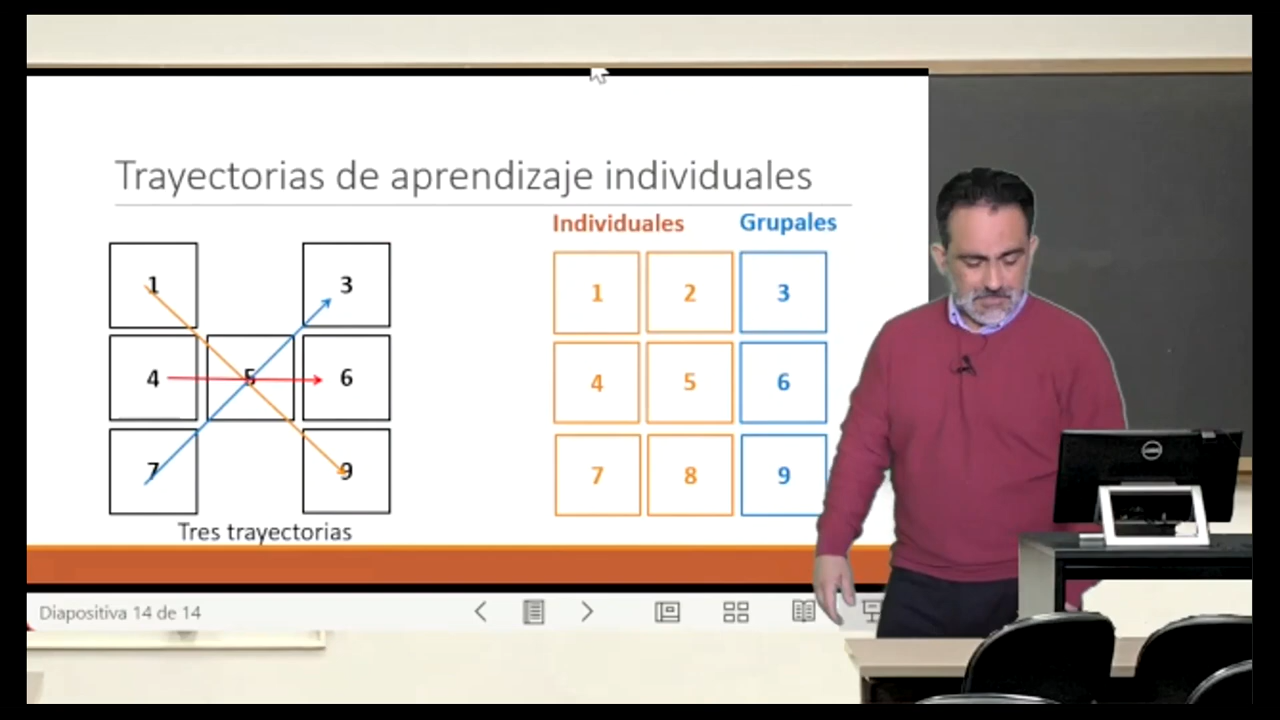 Trayectorias de aprendizaje individuales
Individuales Grupales
1 3
4 5 6
7 9
Tres trayectorias
1 2 3
4 5 6
7 8 9
Diapositiva 14 de 14